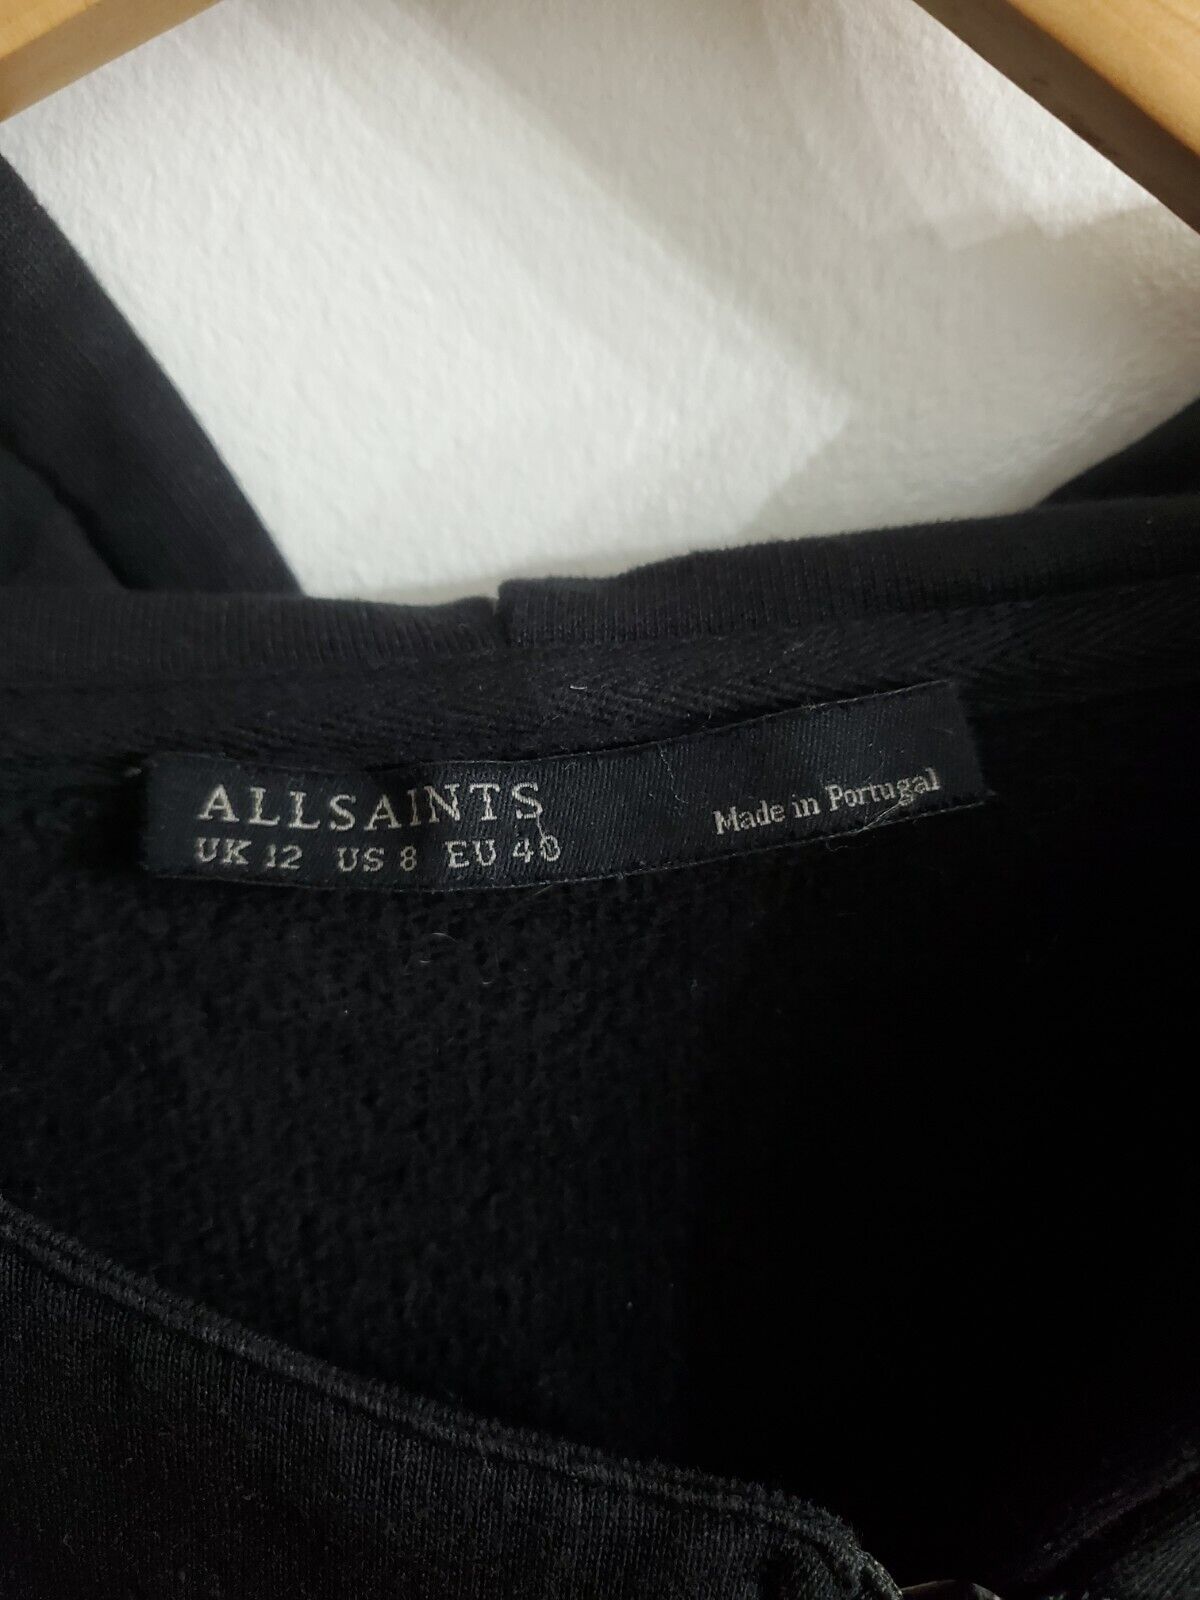 ALLSAINTS
UK 12 US 8 EU 40
Made in Portugal